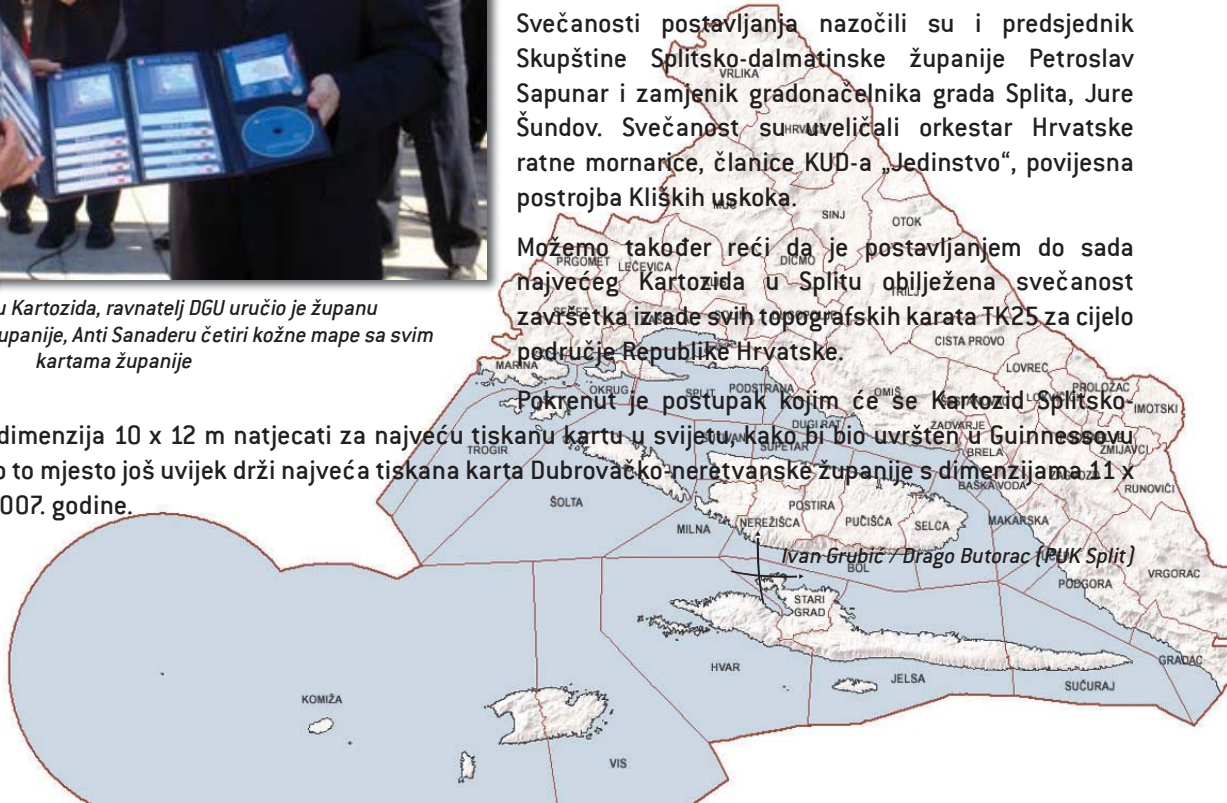 u Kartozida, ravnatelj DGU uručio je županu
upanije, Anti Sanaderu četiri kožne mape sa svim
kartama županije
Svečanosti postavljanja nazočili su i predsjednik
Skupštine Splitsko-dalmatinske županije Petroslav
Sapunar i zamjenik gradonačelnika grada Splita, Jure
Šundov. Svečanost su uveličali orkestar Hrvatske
ratne mornarice, članice KUD-a „Jedinstvo“, povijesna
postrojba Kliških uskoka.
Možemo također reći da je postavljanjem do sada
najvećeg Kartozida u Splitu obilježena svečanost
završetka izrade svih topografskih karata TK25 za cijelo
područje Republike Hrvatske.
Pokrenut je postupak kojim će se Kartozid Splitsko-
dimenzija 10 x 12 m natjecati za najveću tiskanu kartu u svijetu, kako bi bio uvršten u Guinnessovu
o to mjesto još uvijek drži najveća tiskana karta Dubrovačko-neretvanske županije s dimenzijama 11 x
007. godine.
Ivan Grubić / Drago Butorac (PUK Split)
VRLIKA
HRVACE
SINJ
OTOK
PRGOMET
LEĆEVICA
DICMO
TRILJ
CISTA PROVO
LOVREĆ
MARINA
OKRUG
SPLIT
PODSTRANA
OMIŠ
PROLOŽAC
IMOTSKI
DUGI RAT
ZADVARJE
TROGIR
SUPETAR
BRELA
ZMIJAVCI
BAŠKA VODA
RUNOVIĆI
ŠOLTA
POSTIRA
MILNA
NEREŽIŠĆA
PUČIŠĆA
SELCA
MAKARSKA
BOL
PODGORA
VRGORAC
STARI
GRAD
HVAR
JELSA
SUĆURAJ
GRADAC
KOMIŽA
VIS